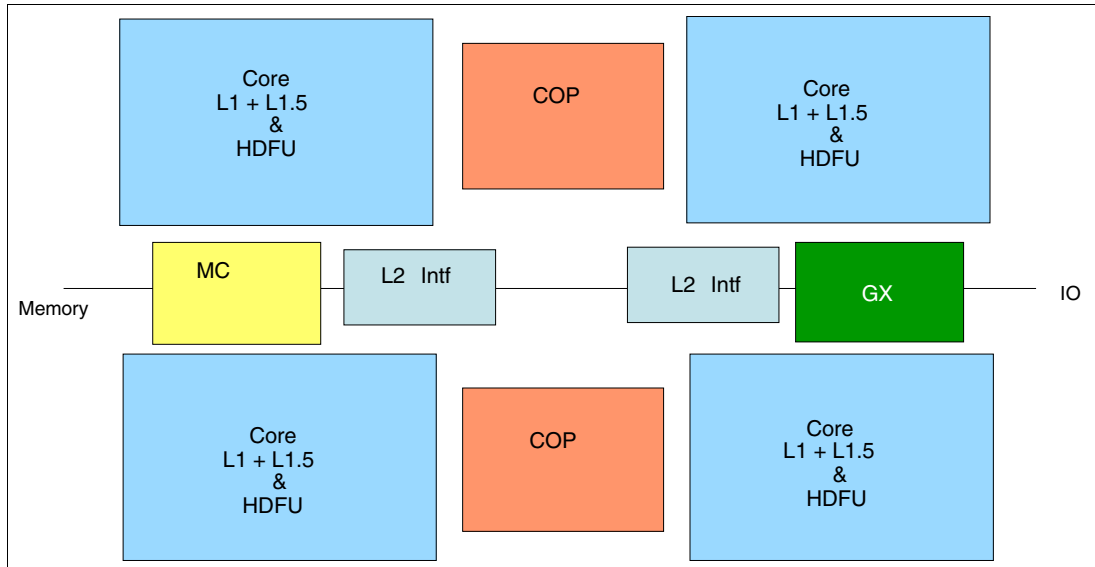 Core
L1 + L1.5
&
HDFU
COP
Core
L1 + L1.5
&
HDFU
Memory
MC
L2 Intf
L2 Intf
GX
IO
Core
L1 + L1.5
&
HDFU
COP
Core
L1 + L1.5
&
HDFU